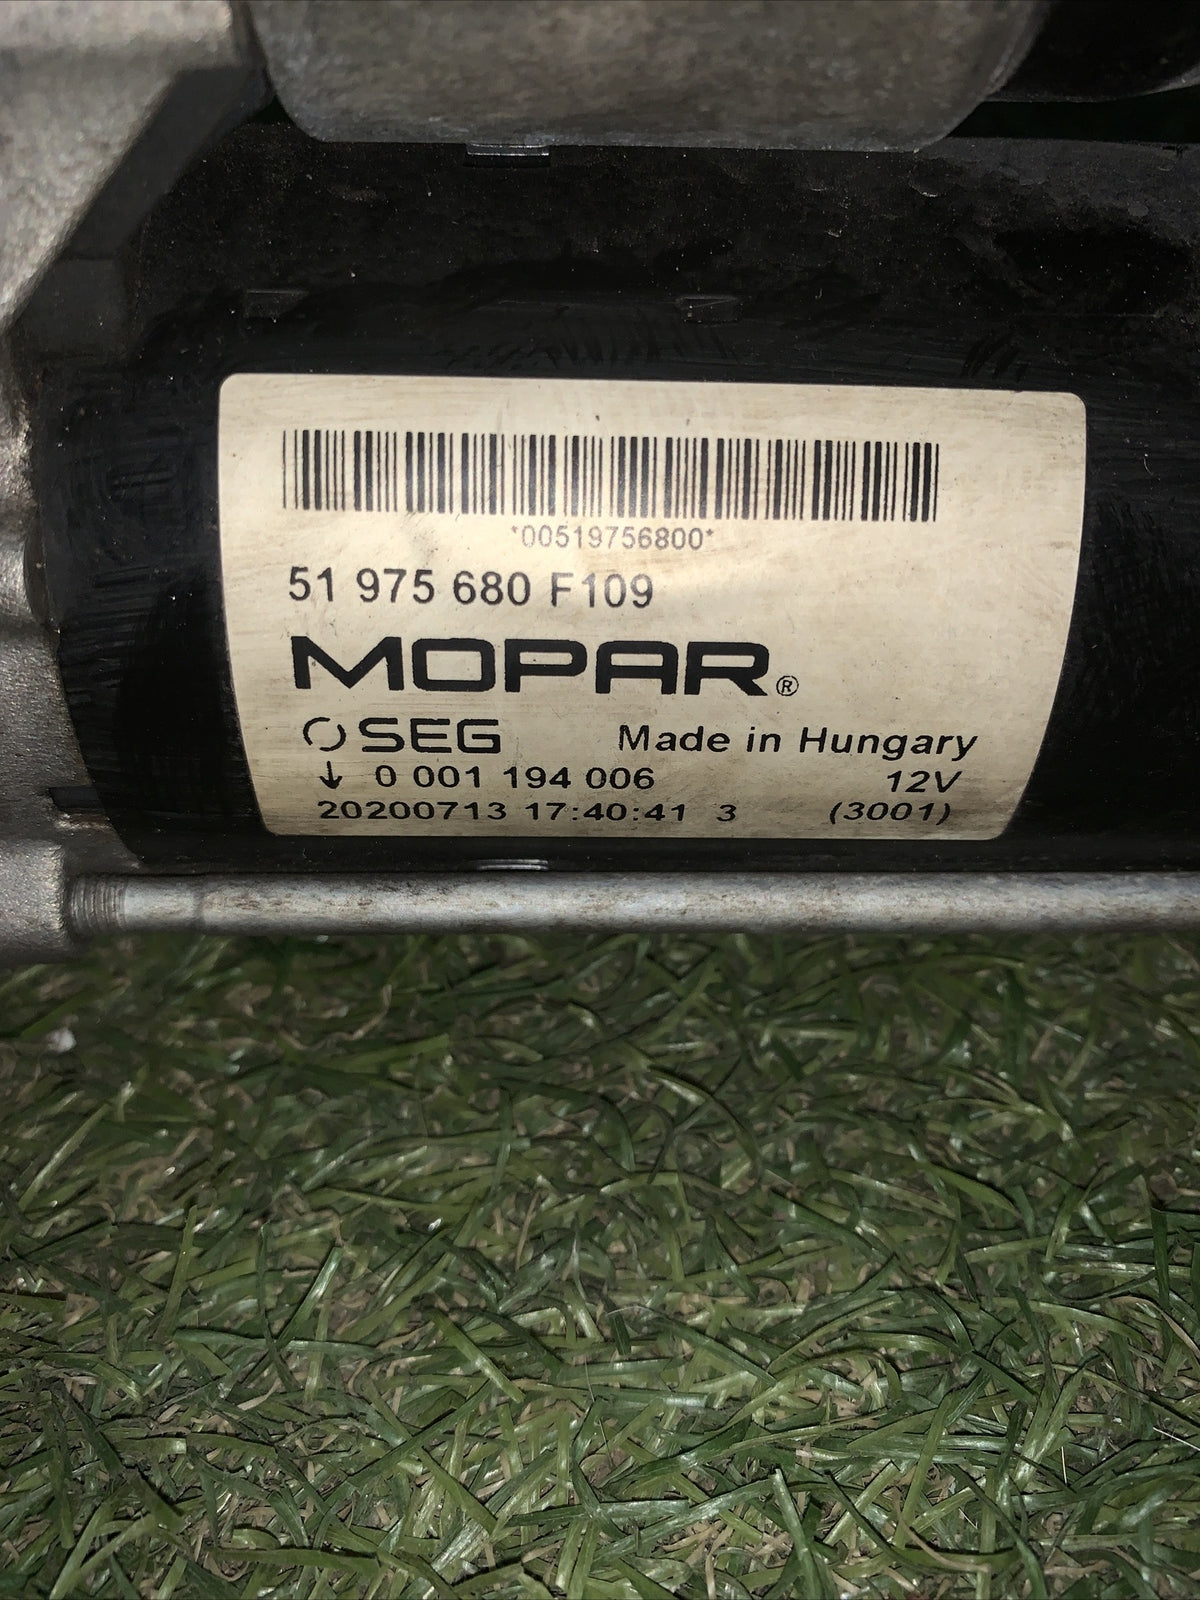 *00519756800*
51 975 680 F109
MOPAR®
SEG Made in Hungary
↓ 0 001 194 006 12V
20200713 17:40:41 3 (3001)